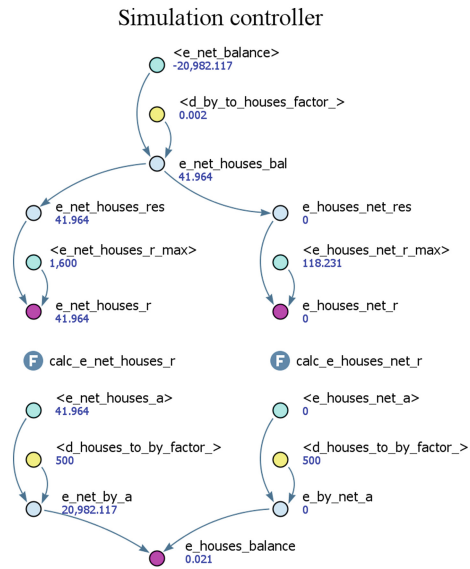 Simulation controller
<e_net_balance>
-20,982.117
<d_by_to_houses_factor_>
0.002
e_net_houses_bal
41.964
e_net_houses_res
41.964
e_houses_net_res
0
<e_net_houses_r_max>
1,600
<e_houses_net_r_max>
118.231
e_net_houses_r
41.964
e_houses_net_r
0
F calc_e_net_houses_r
F calc_e_houses_net_r
<e_net_houses_a>
41.964
<e_houses_net_a>
0
<d_houses_to_by_factor_>
500
<d_houses_to_by_factor_>
500
e_net_by_a
20,982.117
e_by_net_a
0
e_houses_balance
0.021